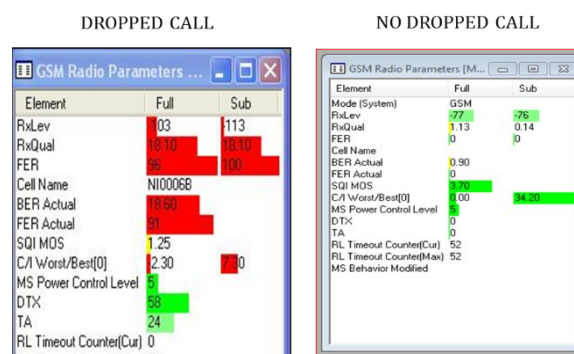 DROPPED CALL
NO DROPPED CALL
GSM Radio Parameters ...
Element Full Sub
RxLev -103 -113
RxQual 18.10 18.10
FER 96 100
Cell Name NI0006B
BER Actual 18.60
FER Actual 91
SQI MOS 1.25
C/I Worst/Best[0] 2.30 7.30
MS Power Control Level 5
DTX 58
TA 24
RL Timeout Counter(Cur) 0
GSM Radio Parameters [M...
Element Full Sub
Mode (System) GSM
RxLev -77 -76
RxQual 1.13 0.14
FER 0 0
Cell Name
BER Actual 0.90
FER Actual 0
SQI MOS 3.70
C/I Worst/Best[0] 0.00 34.20
MS Power Control Level 5
DTX 0
TA 0
RL Timeout Counter(Cur) 52
RL Timeout Counter(Max) 52
MS Behavior Modified